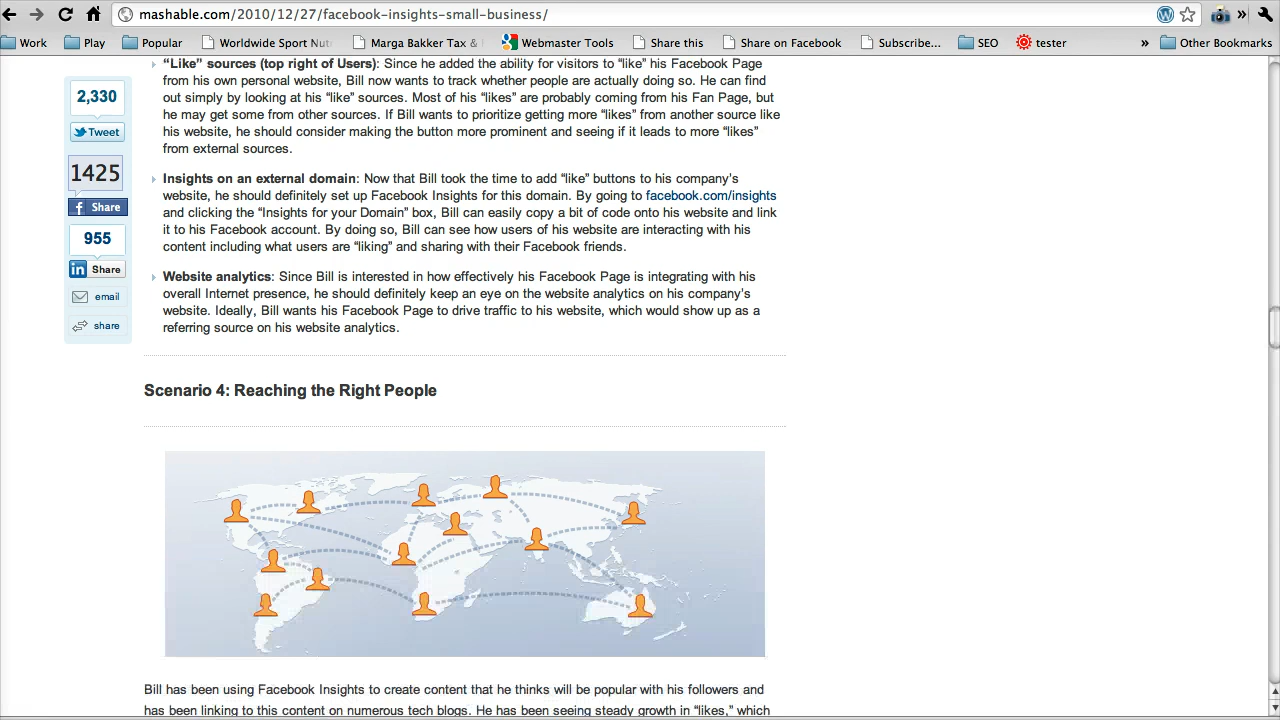 mashable.com/2010/12/27/facebook-insights-small-business/
Work Play Popular Worldwide Sport Marga Bakker Tax & Webmaster Tools Share this Share on Facebook Subscribe... SEO tester » Other Bookmarks
“Like” sources (top right of Users): Since he added the ability for visitors to “like” his Facebook Page
from his own personal website, Bill now wants to track whether people are actually doing so. He can find
out simply by looking at his “like” sources. Most of his “likes” are probably coming from his Fan Page, but
he may get some from other sources. If Bill wants to prioritize getting more “likes” from another source like
his website, he should consider making the button more prominent and seeing if it leads to more “likes”
from external sources.
2,330
Tweet
1425
f Share
955
in Share
email
share
Insights on an external domain: Now that Bill took the time to add “like” buttons to his company’s
website, he should definitely set up Facebook Insights for this domain. By going to facebook.com/insights
and clicking the “Insights for your Domain” box, Bill can easily copy a bit of code onto his website and link
it to his Facebook account. By doing so, Bill can see how users of his website are interacting with his
content including what users are “liking” and sharing with their Facebook friends.
Website analytics: Since Bill is interested in how effectively his Facebook Page is integrating with his
overall Internet presence, he should definitely keep an eye on the website analytics on his company’s
website. Ideally, Bill wants his Facebook Page to drive traffic to his website, which would show up as a
referring source on his website analytics.
Scenario 4: Reaching the Right People
Bill has been using Facebook Insights to create content that he thinks will be popular with his followers and
has been linking to this content on numerous tech blogs. He has been seeing steady growth in “likes,” which